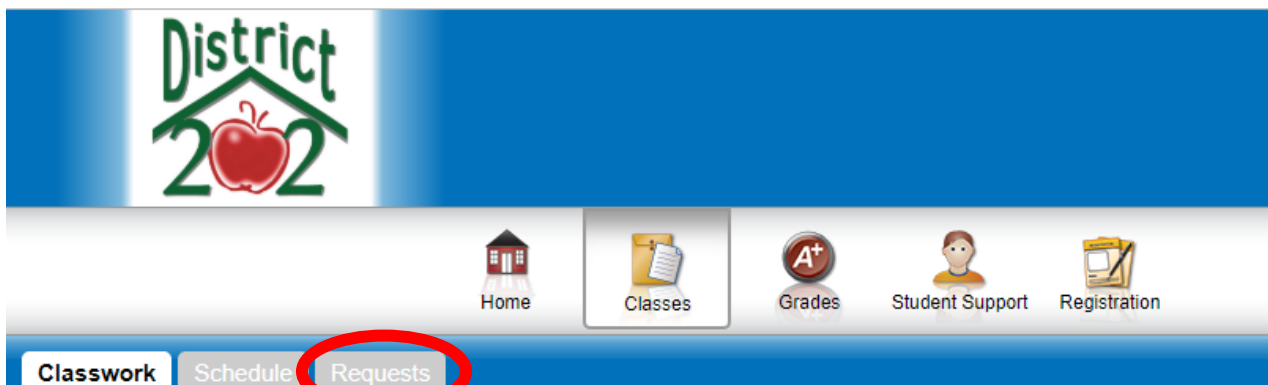 District
202
Home Classes A+ Grades Student Support Registration
Classwork Schedule Requests